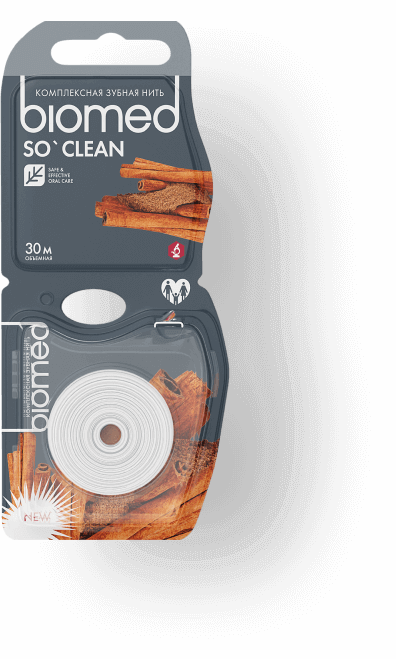 КОМПЛЕКСНАЯ ЗУБНАЯ НИТЬ
biomed
SO`CLEAN
SAFE &
EFFECTIVE
ORAL CARE
30 м
ОБЪЕМНАЯ
biomed
NEW